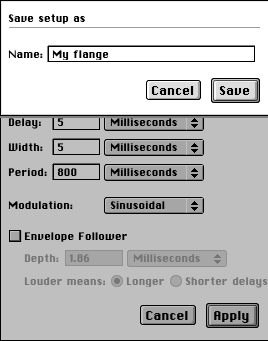 Save setup as
Name: My flange
Cancel Save
Delay: 5 Milliseconds
Width: 5 Milliseconds
Period: 800 Milliseconds
Modulation: Sinusoidal
Envelope Follower
Depth: 1.86 Milliseconds
Louder means: Longer Shorter delays
Cancel Apply